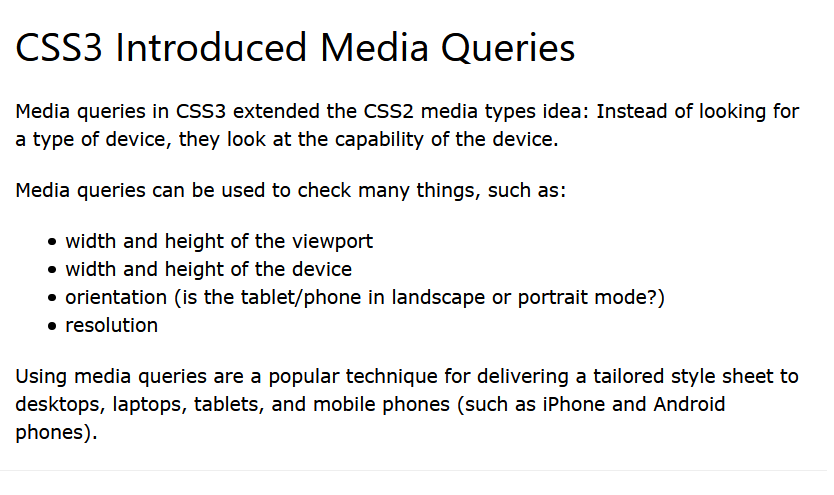 CSS3 Introduced Media Queries
Media queries in CSS3 extended the CSS2 media types idea: Instead of looking for
a type of device, they look at the capability of the device.
Media queries can be used to check many things, such as:
• width and height of the viewport
• width and height of the device
• orientation (is the tablet/phone in landscape or portrait mode?)
• resolution
Using media queries are a popular technique for delivering a tailored style sheet to
desktops, laptops, tablets, and mobile phones (such as iPhone and Android
phones).